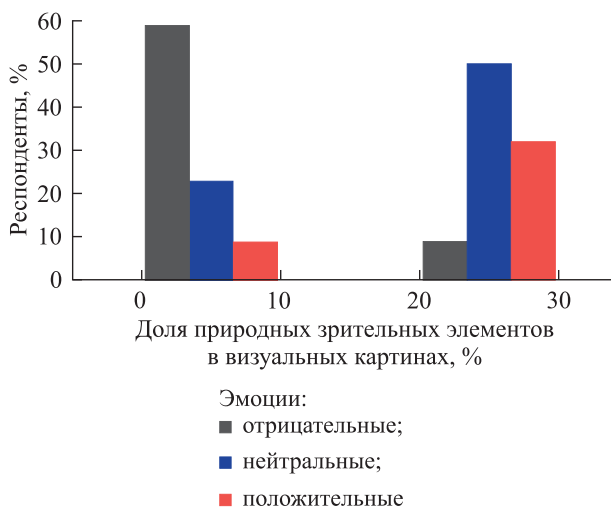 60
50
40
30
20
10
0
Респонденты, %
0 10 20 30
Доля природных зрительных элементов
в визуальных картинах, %
Эмоции:
отрицательные;
нейтральные;
положительные